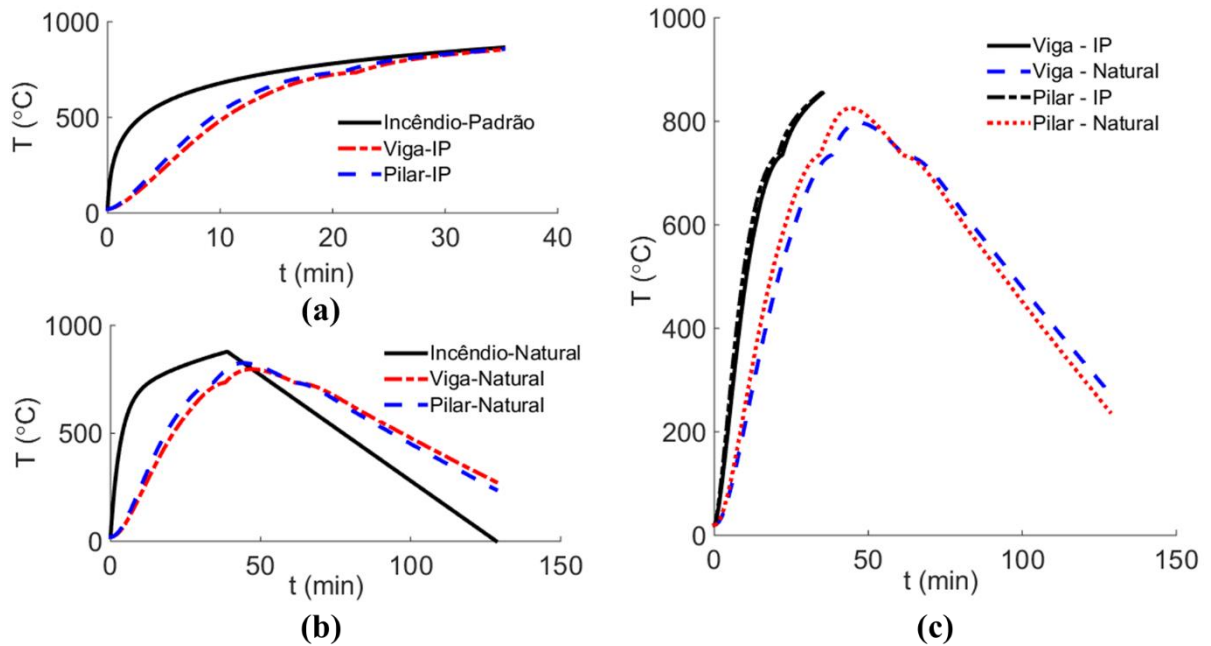 1000
500
0
T (°C)
Incêndio-Padrão
Viga-IP
Pilar-IP
0 10 20 30 40
t (min)
(a)
1000
500
0
T (°C)
Incêndio-Natural
Viga-Natural
Pilar-Natural
0 50 100 150
t (min)
(b)
1000
800
600
400
200
0
T (°C)
Viga - IP
Viga - Natural
Pilar - IP
Pilar - Natural
0 50 100 150
t (min)
(c)